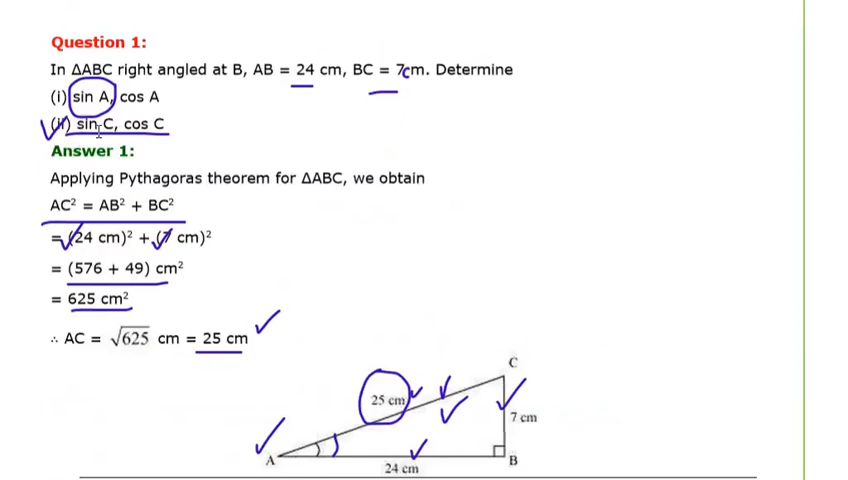 Question 1:
In ΔABC right angled at B, AB = 24 cm, BC = 7cm. Determine
(i) sin A, cos A
(ii) sin C, cos C
Answer 1:
Applying Pythagoras theorem for ΔABC, we obtain
AC² = AB² + BC²
= (24 cm)² + (7 cm)²
= (576 + 49) cm²
= 625 cm²
∴ AC = √625 cm = 25 cm
C
25 cm
7 cm
A
B
24 cm